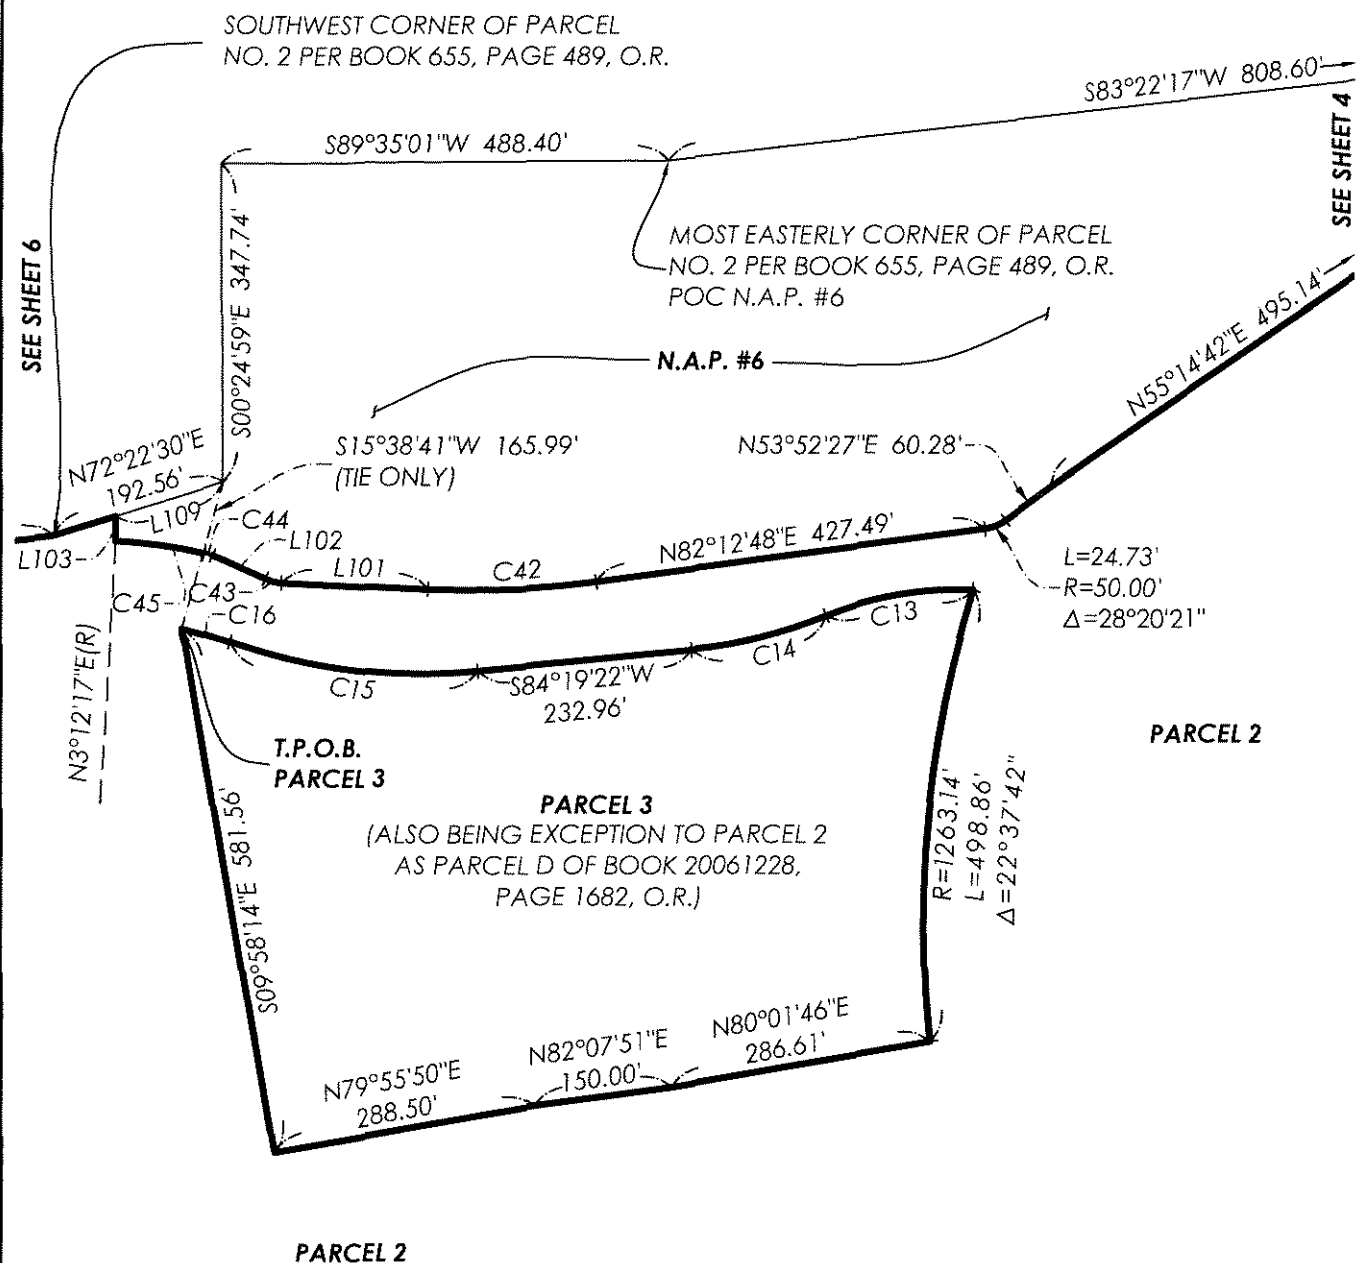 SOUTHWEST CORNER OF PARCEL
NO. 2 PER BOOK 655, PAGE 489, O.R.
S83°22'17"W 808.60'
SEE SHEET 4
S89°35'01"W 488.40'
S00°24'59"E 347.74'
SEE SHEET 6
MOST EASTERLY CORNER OF PARCEL
NO. 2 PER BOOK 655, PAGE 489, O.R.
POC N.A.P. #6
N.A.P. #6
N55°14'42"E 495.14'
S15°38'41"W 165.99'
(TIE ONLY)
N53°52'27"E 60.28'
N72°22'30"E
192.56'
L109
C44
L102
L103
L101
C42
N82°12'48"E 427.49'
L=24.73'
R=50.00'
Δ=28°20'21"
C45
C43
C16
C13
C14
C15
S84°19'22"W
232.96'
N3°12'17"E(R)
T.P.O.B.
PARCEL 3
PARCEL 2
PARCEL 3
(ALSO BEING EXCEPTION TO PARCEL 2
AS PARCEL D OF BOOK 20061228,
PAGE 1682, O.R.)
R=1263.14'
L=498.86'
Δ=22°37'42"
S09°58'14"E 581.56'
N79°55'50"E
288.50'
N82°07'51"E
150.00'
N80°01'46"E
286.61'
PARCEL 2